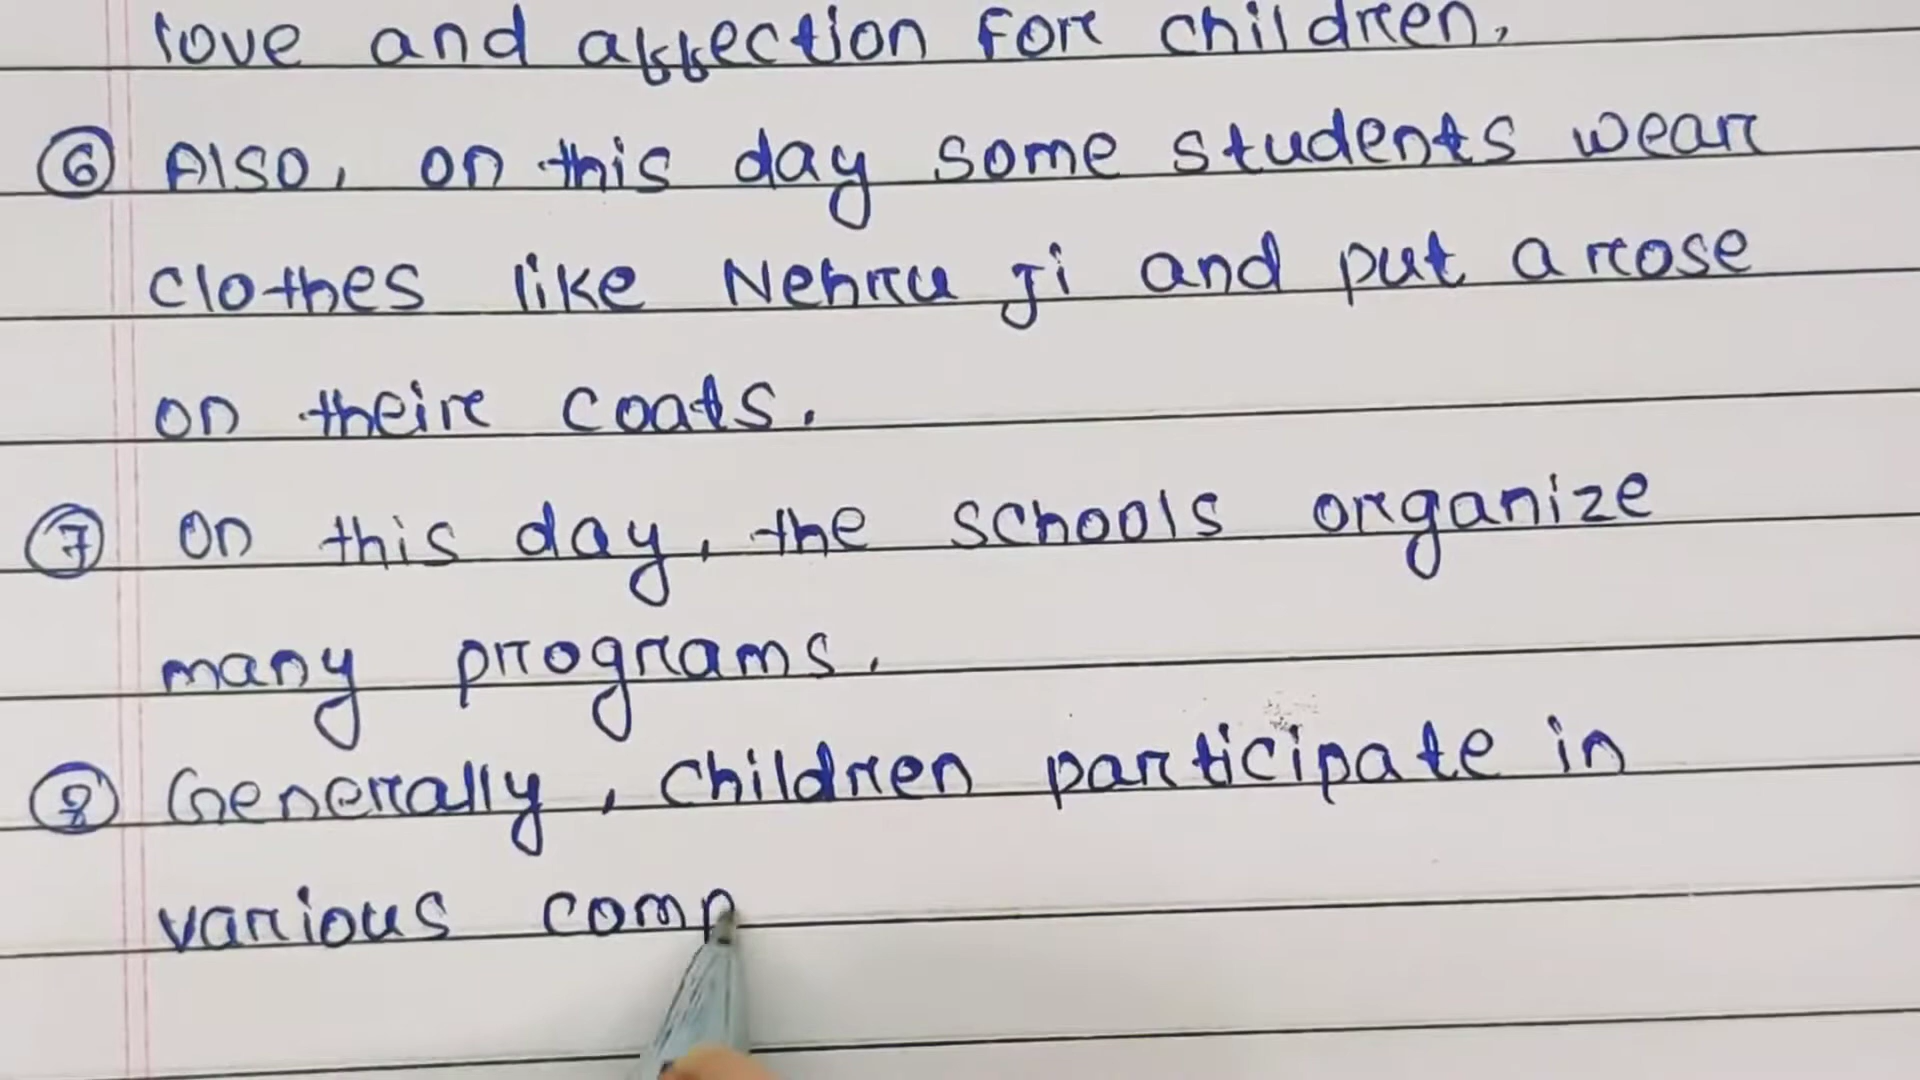 love and affection for children.
⑥ Also, on this day some students wear
clothes like Nehru Ji and put a rose
on their coats.
⑦ On this day, the schools organize
many programs.
⑧ Generally, children participate in
various comp